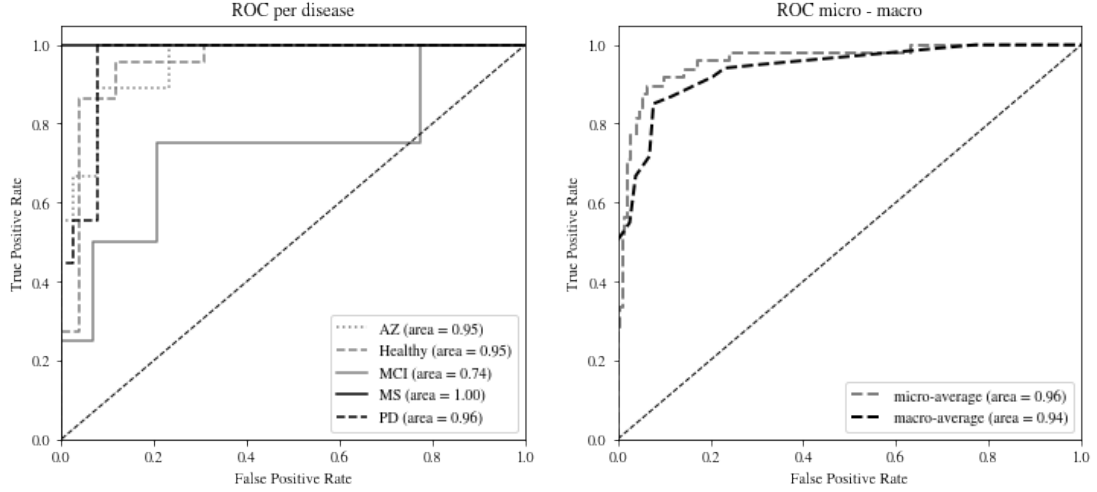 ROC per disease
True Positive Rate
1.0
0.8
0.6
0.4
0.2
0.0
AZ (area = 0.95)
Healthy (area = 0.95)
MCI (area = 0.74)
MS (area = 1.00)
PD (area = 0.96)
0.0 0.2 0.4 0.6 0.8 1.0
False Positive Rate
ROC micro - macro
True Positive Rate
1.0
0.8
0.6
0.4
0.2
0.0
micro-average (area = 0.96)
macro-average (area = 0.94)
0.0 0.2 0.4 0.6 0.8 1.0
False Positive Rate